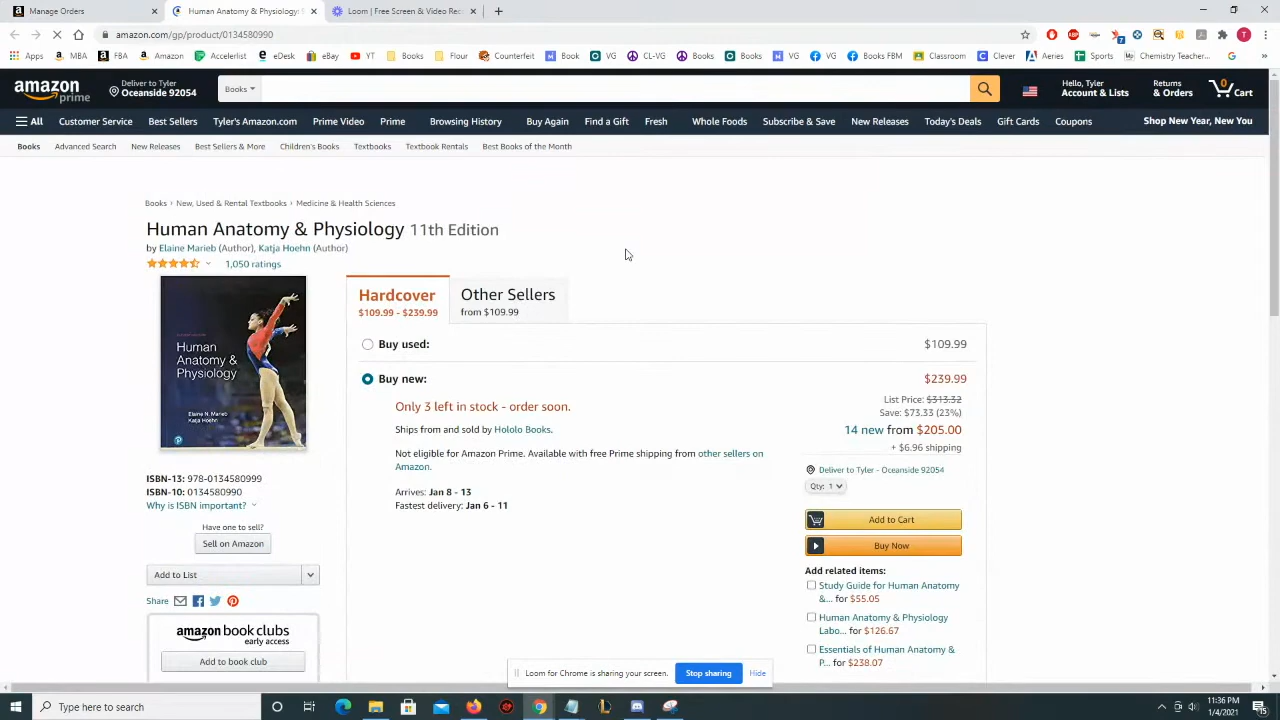 Manage Orders
Human Anatomy & Physiology:
Loom | Free Screen & Video Rec
amazon.com/gp/product/0134580990
Apps MBA FBA Amazon Accelerlist eDesk eBay YT Books Flour Counterfeit Book VG CL-VG Books Books VG VG Books FBM Classroom Clever Aeries Sports Chemistry Teacher...
amazon prime
Deliver to Tyler
Oceanside 92054
Books
Hello, Tyler
Account & Lists
Returns
& Orders
0
Cart
All Customer Service Best Sellers Tyler's Amazon.com Prime Video Prime Browsing History Buy Again Find a Gift Fresh Whole Foods Subscribe & Save New Releases Today's Deals Gift Cards Coupons Shop New Year, New You
Books Advanced Search New Releases Best Sellers & More Children's Books Textbooks Textbook Rentals Best Books of the Month
Books › New, Used & Rental Textbooks › Medicine & Health Sciences
Human Anatomy & Physiology 11th Edition
by Elaine Marieb (Author), Katja Hoehn (Author)
1,050 ratings
Human
Anatomy &
Physiology
Elaine N. Marieb
Katja Hoehn
ISBN-13: 978-0134580999
ISBN-10: 0134580990
Why is ISBN important?
Have one to sell?
Sell on Amazon
Add to List
Share
amazon book clubs
early access
Add to book club
Hardcover
$109.99 - $239.99
Other Sellers
from $109.99
Buy used: $109.99
Buy new: $239.99
Only 3 left in stock - order soon.
Ships from and sold by Hololo Books.
Not eligible for Amazon Prime. Available with free Prime shipping from other sellers on
Amazon.
Arrives: Jan 8 - 13
Fastest delivery: Jan 6 - 11
List Price: $313.32
Save: $73.33 (23%)
14 new from $205.00
+ $6.96 shipping
Deliver to Tyler - Oceanside 92054
Qty: 1
Add to Cart
Buy Now
Add related items:
Study Guide for Human Anatomy
&... for $55.05
Human Anatomy & Physiology
Labo... for $126.67
Essentials of Human Anatomy &
P... for $238.07
Loom for Chrome is sharing your screen.
Stop sharing
Hide
Type here to search
11:36 PM
1/4/2021